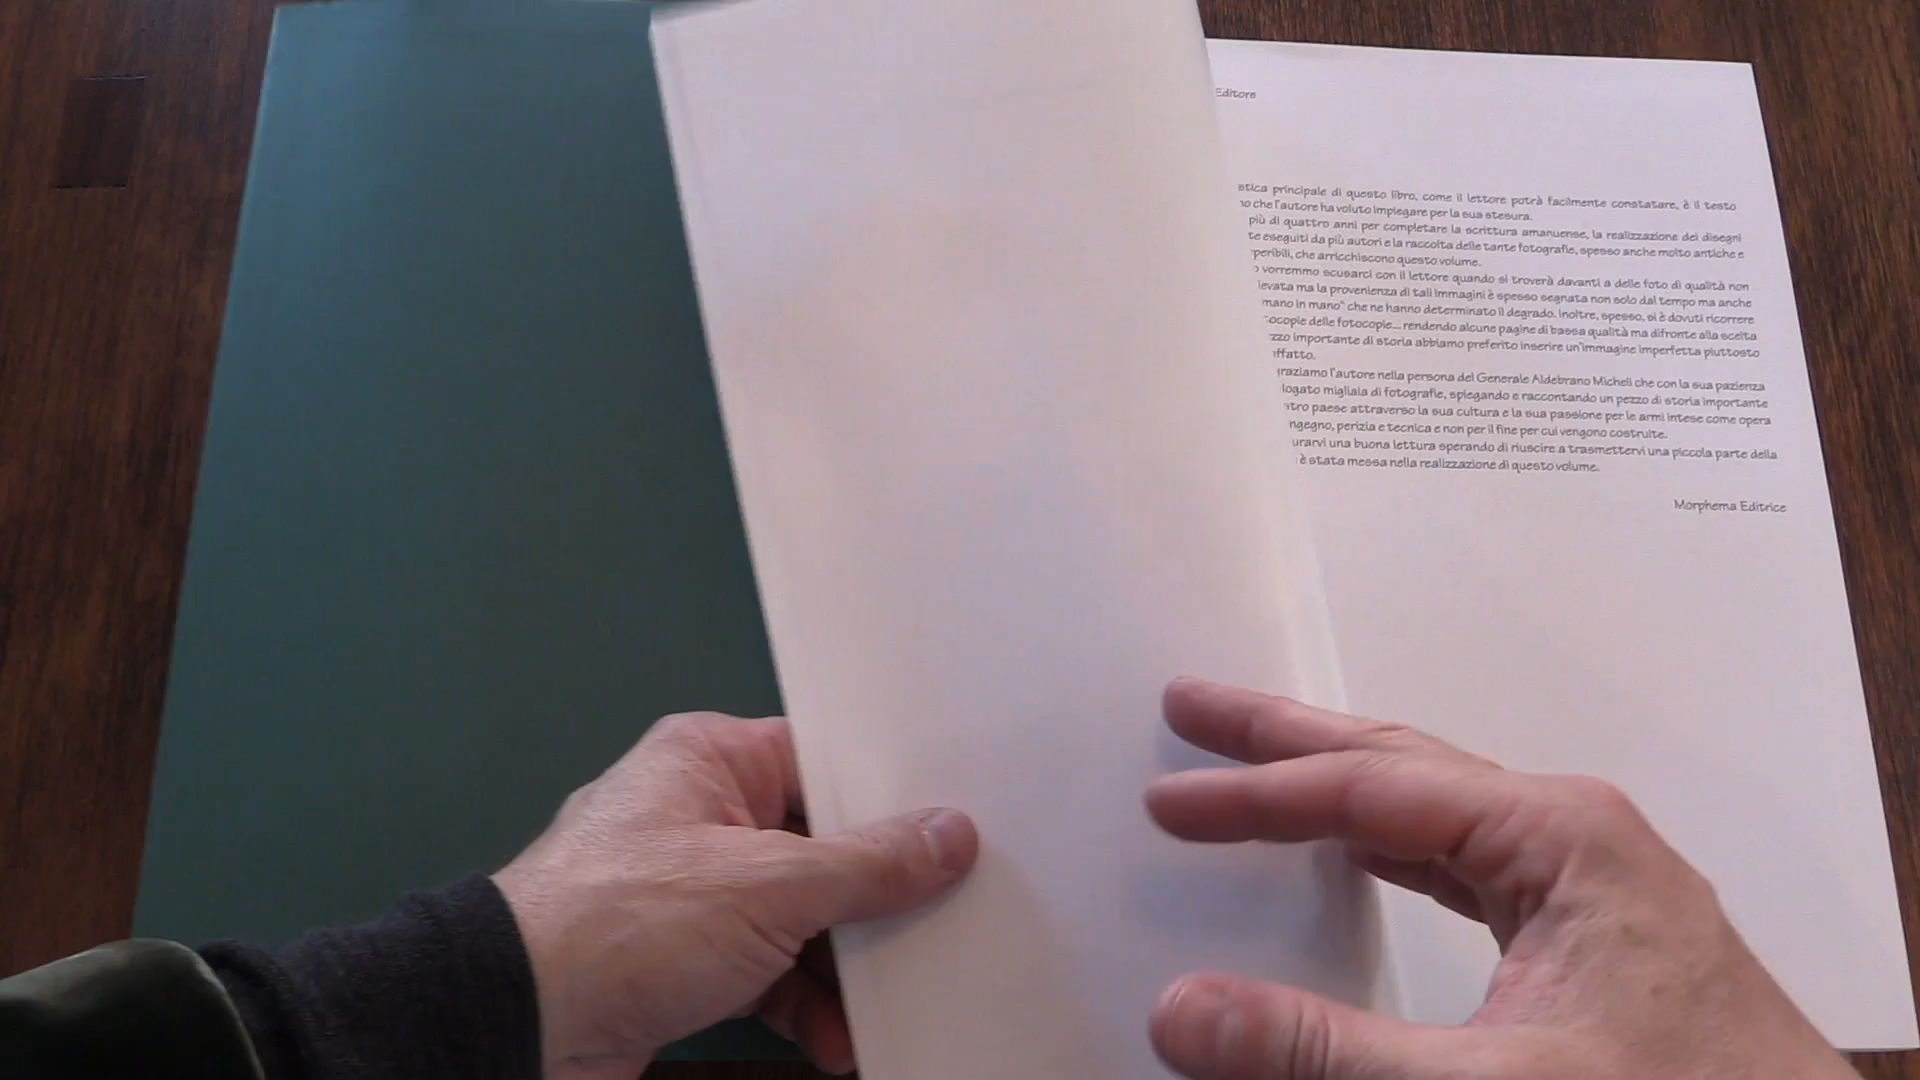 Editore
stica principale di questo libro, come il lettore potrà facilmente constatare, è il testo
no che l'autore ha voluto impiegare per la sua stesura.
più di quattro anni per completare la scrittura amanuense, la realizzazione dei disegni
te eseguiti da più autori e la raccolta delle tante fotografie, spesso anche molto antiche e
peribili, che arricchiscono questo volume.
o vorremmo scusarci con il lettore quando si troverà davanti a delle foto di qualità non
levata ma la provenienza di tali immagini è spesso segnata non solo dal tempo ma anche
mano in mano" che ne hanno determinato il degrado. Inoltre, spesso, si è dovuti ricorrere
ocopie delle fotocopie... rendendo alcune pagine di bassa qualità ma difronte alla scelta
zzo importante di storia abbiamo preferito inserire un'immagine imperfetta piuttosto
ffatto.
raziamo l'autore nella persona del Generale Aldebrano Micheli che con la sua pazienza
logato migliaia di fotografie, spiegando e raccontando un pezzo di storia importante
stro paese attraverso la sua cultura e la sua passione per le armi intese come opera
ngegno, perizia e tecnica e non per il fine per cui vengono costruite.
urarvi una buona lettura sperando di riuscire a trasmettervi una piccola parte della
è stata messa nella realizzazione di questo volume.
Morphema Editrice